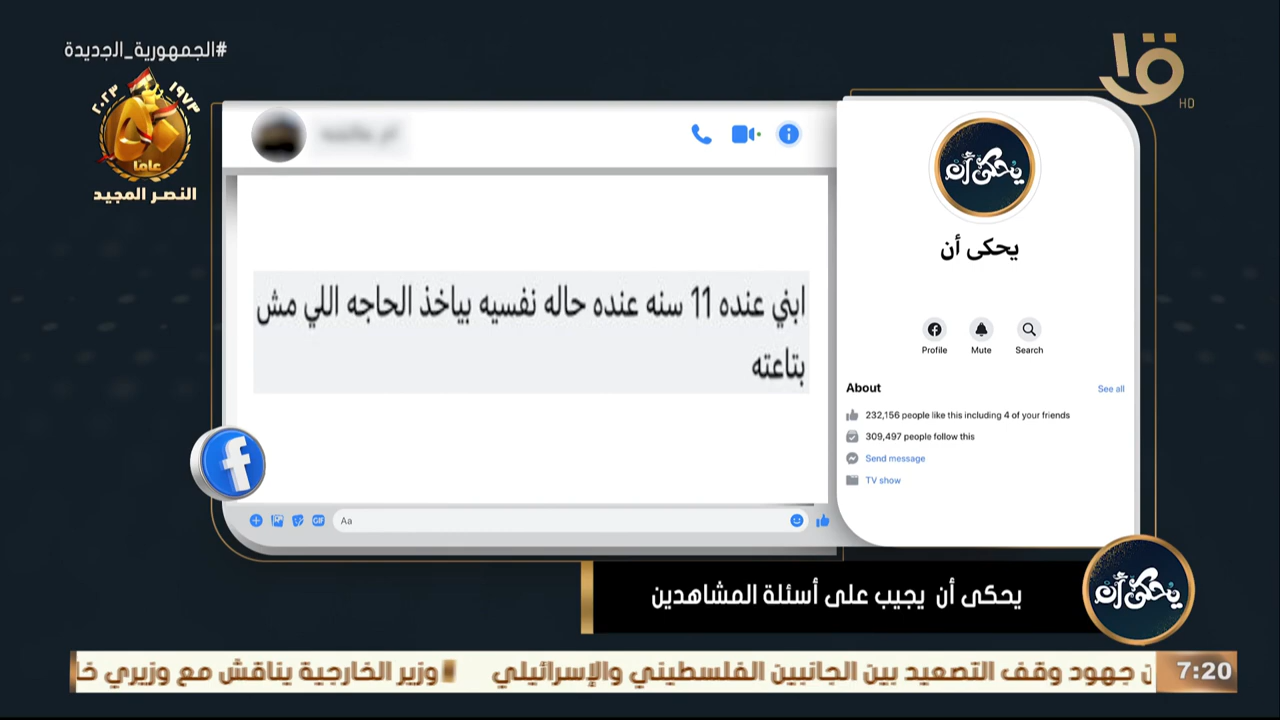 #الجمهورية_الجديدة
١٩٧٣
٢٠٢٣
٥٠
عامًا
النصر المجيد
HD
يحكى أن
يحكى أن
Profile
Mute
Search
About
See all
232,156 people like this including 4 of your friends
309,497 people follow this
Send message
TV show
ابني عنده 11 سنه عنده حاله نفسيه بياخذ الحاجه اللي مش
بتاعته
GIF
Aa
يحكى أن يجيب على أسئلة المشاهدين
يحكى أن
7:20
ن جهود وقف التصعيد بين الجانبين الفلسطيني والإسرائيلي وزير الخارجية يناقش مع وزيري خا